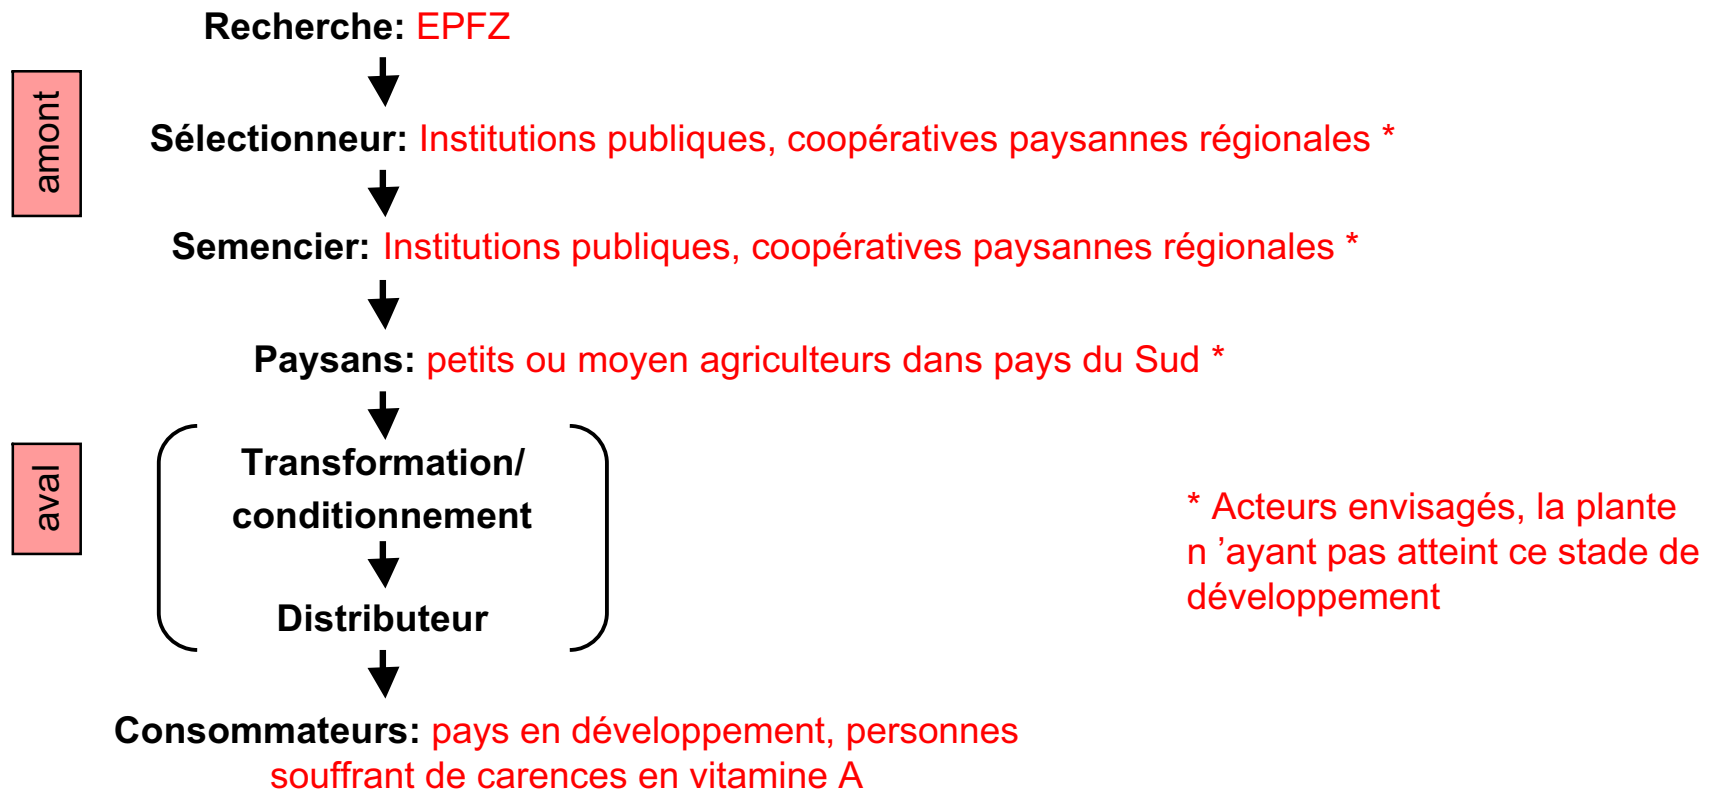 Recherche: EPFZ
amont
Sélectionneur: Institutions publiques, coopératives paysannes régionales *
Semencier: Institutions publiques, coopératives paysannes régionales *
Paysans: petits ou moyen agriculteurs dans pays du Sud *
aval
Transformation/
conditionnement
Distributeur
* Acteurs envisagés, la plante
n ’ayant pas atteint ce stade de
développement
Consommateurs: pays en développement, personnes
souffrant de carences en vitamine A